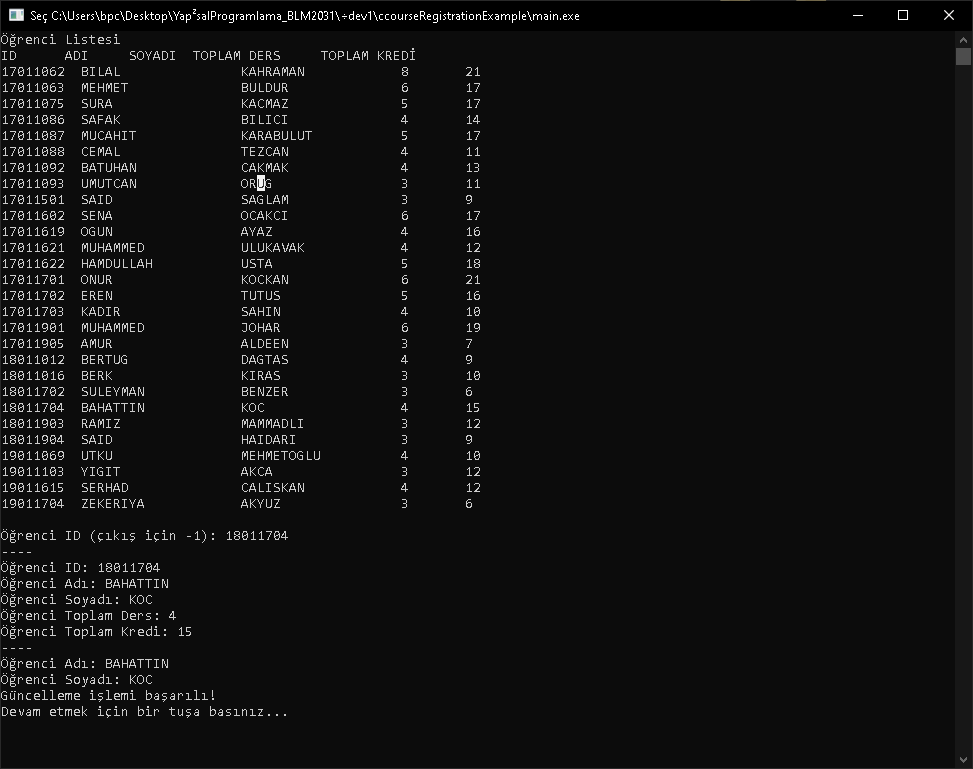 Seç C:\Users\bpc\Desktop\Yap²salProgramlama_BLM2031\÷dev1\ccourseRegistrationExample\main.exe
Öğrenci Listesi
ID ADI SOYADI TOPLAM DERS TOPLAM KREDİ
17011062 BILAL KAHRAMAN 8 21
17011063 MEHMET BULDUR 6 17
17011075 SURA KACMAZ 5 17
17011086 SAFAK BILICI 4 14
17011087 MUCAHIT KARABULUT 5 17
17011088 CEMAL TEZCAN 4 11
17011092 BATUHAN CAKMAK 4 13
17011093 UMUTCAN ORUG 3 11
17011501 SAID SAGLAM 3 9
17011602 SENA OCAKCI 6 17
17011619 OGUN AYAZ 4 16
17011621 MUHAMMED ULUKAVAK 4 12
17011622 HAMDULLAH USTA 5 18
17011701 ONUR KOCKAN 6 21
17011702 EREN TUTUS 5 16
17011703 KADIR SAHIN 4 10
17011901 MUHAMMED JOHAR 6 19
17011905 AMUR ALDEEN 3 7
18011012 BERTUG DAGTAS 4 9
18011016 BERK KIRAS 3 10
18011702 SULEYMAN BENZER 3 6
18011704 BAHATTIN KOC 4 15
18011903 RAMIZ MAMMADLI 3 12
18011904 SAID HAIDARI 3 9
19011069 UTKU MEHMETOGLU 4 10
19011103 YIGIT AKCA 3 12
19011615 SERHAD CALISKAN 4 12
19011704 ZEKERIYA AKYUZ 3 6
Öğrenci ID (çıkış için -1): 18011704
----
Öğrenci ID: 18011704
Öğrenci Adı: BAHATTIN
Öğrenci Soyadı: KOC
Öğrenci Toplam Ders: 4
Öğrenci Toplam Kredi: 15
----
Öğrenci Adı: BAHATTIN
Öğrenci Soyadı: KOC
Güncelleme işlemi başarılı!
Devam etmek için bir tuşa basınız...